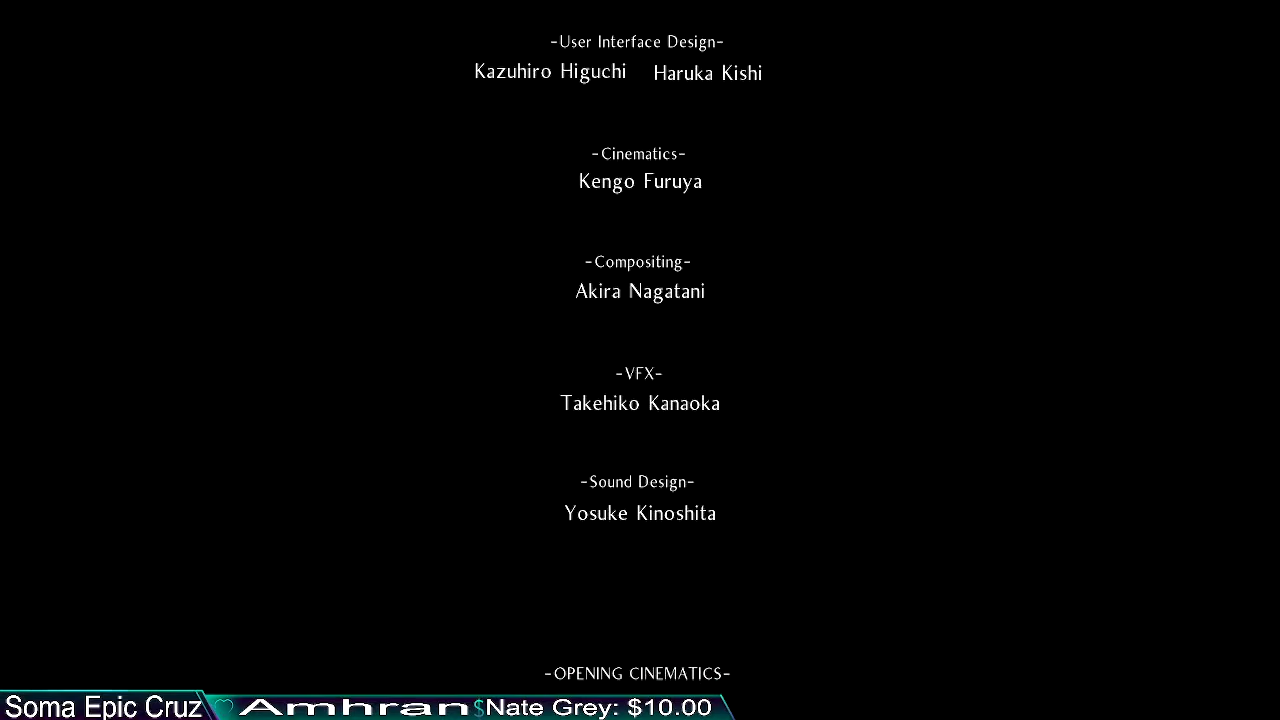 -User Interface Design-
Kazuhiro Higuchi Haruka Kishi
-Cinematics-
Kengo Furuya
-Compositing-
Akira Nagatani
-VFX-
Takehiko Kanaoka
-Sound Design-
Yosuke Kinoshita
-OPENING CINEMATICS-
Soma Epic Cruz ♡ Amhran $ Nate Grey: $10.00